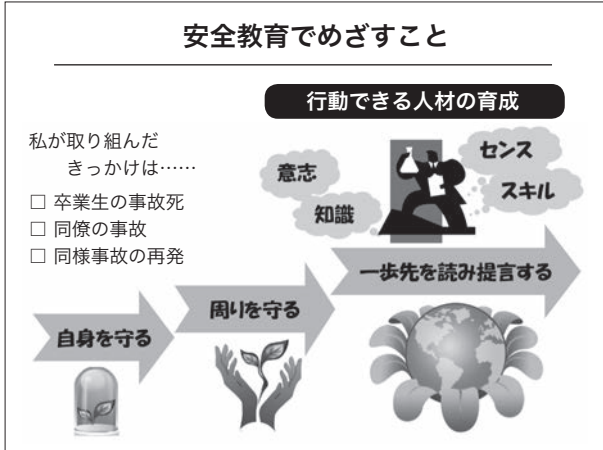 安全教育でめざすこと
行動できる人材の育成
私が取り組んだ
きっかけは……
□ 卒業生の事故死
□ 同僚の事故
□ 同様事故の再発
意志
知識
センス
スキル
自身を守る
周りを守る
一歩先を読み提言する